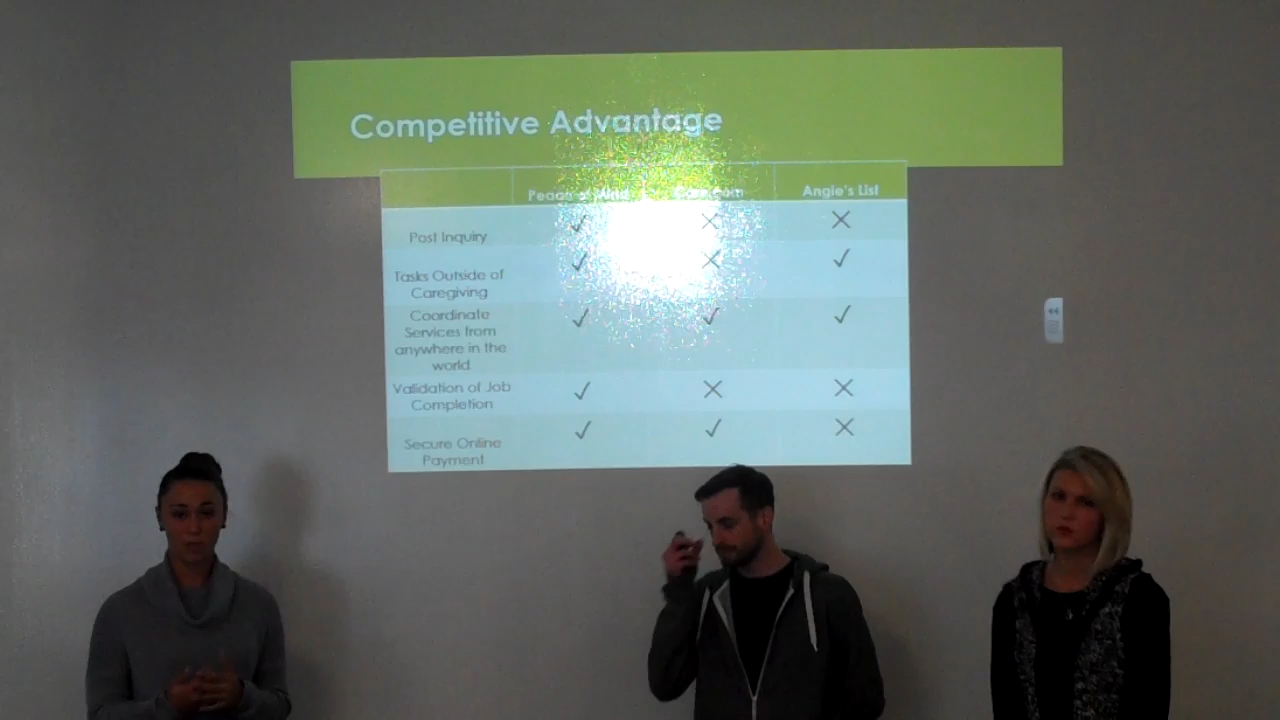 Competitive Advantage
Angie's List
Post Inquiry
✓ ✕ ✕
Tasks Outside of
Caregiving
✓ ✕ ✓
Coordinate
Services from
anywhere in the
world
✓ ✓ ✓
Validation of Job
Completion
✓ ✕ ✕
Secure Online
Payment
✓ ✓ ✕